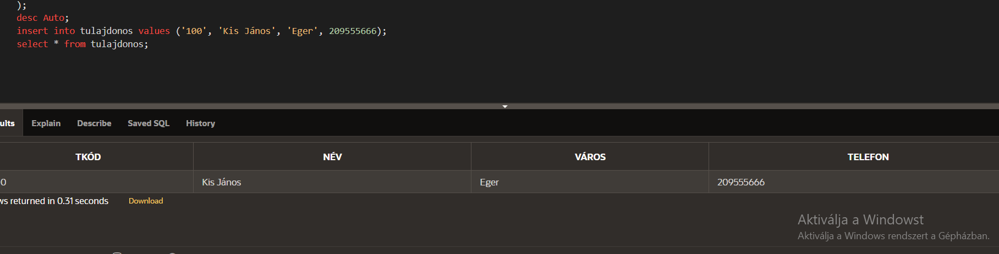 );
desc Auto;
insert into tulajdonos values ('100', 'Kis János', 'Eger', 209555666);
select * from tulajdonos;
ults Explain Describe Saved SQL History
TKÓD NÉV VÁROS TELEFON
0 Kis János Eger 209555666
ws returned in 0.31 seconds Download
Aktiválja a Windowst
Aktiválja a Windows rendszert a Gépházban.